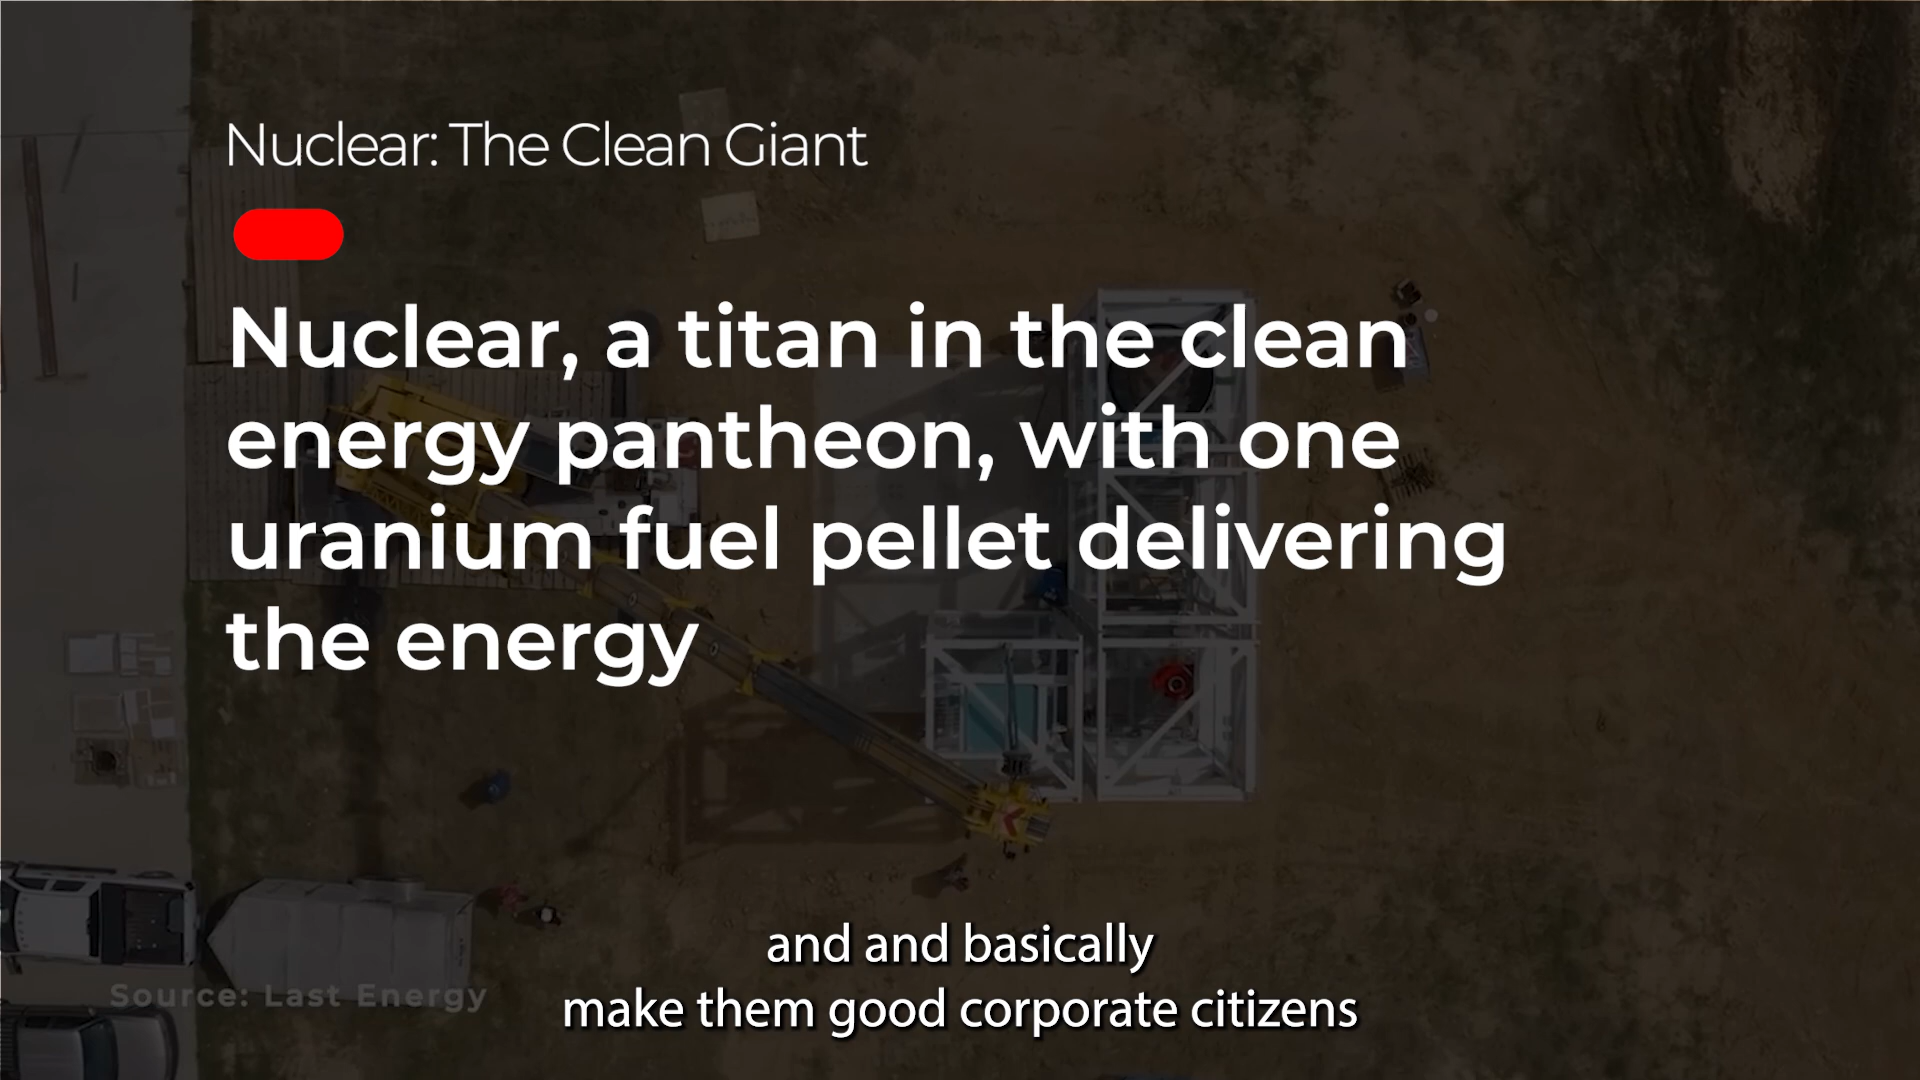 Nuclear: The Clean Giant
Nuclear, a titan in the clean
energy pantheon, with one
uranium fuel pellet delivering
the energy
and and basically
make them good corporate citizens
Source: Last Energy